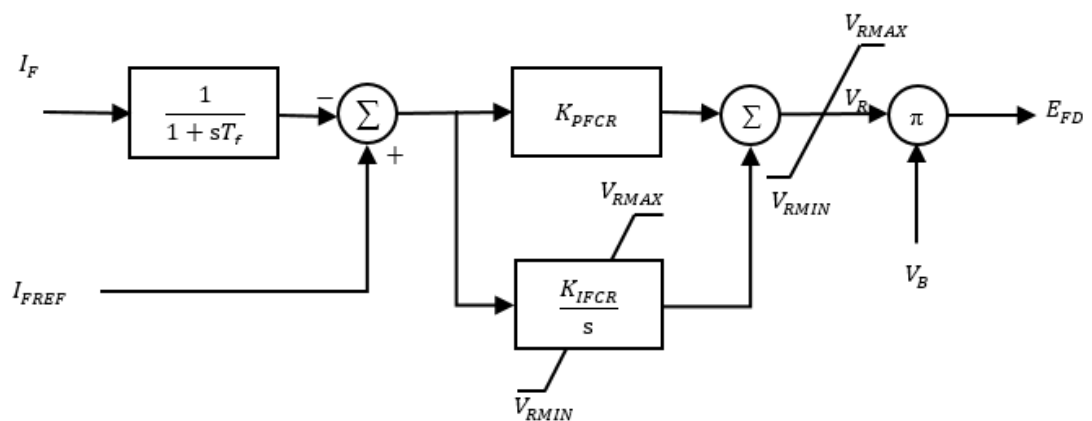 V_RMAX
I_F
1
1 + sT_f
−
Σ
+
K_PFCR
Σ
V_R
π
E_FD
V_RMIN
V_RMAX
I_FREF
K_IFCR
s
V_B
V_RMIN